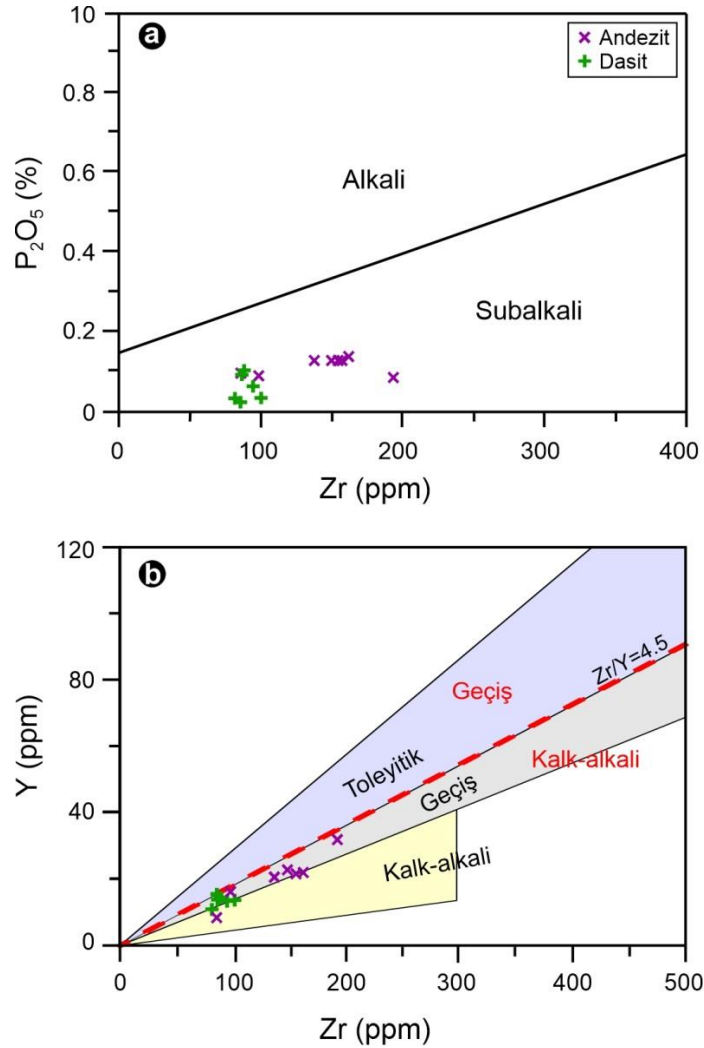 a
Andezit
Dasit
10
0.8
0.6
0.4
0.2
0
P₂O₅ (%)
Alkali
Subalkali
0
100
200
300
400
Zr (ppm)
b
120
80
40
0
Y (ppm)
Zr/Y=4.5
Geçiş
Kalk-alkali
Toleyitik
Geçiş
Kalk-alkali
0
100
200
300
400
500
Zr (ppm)